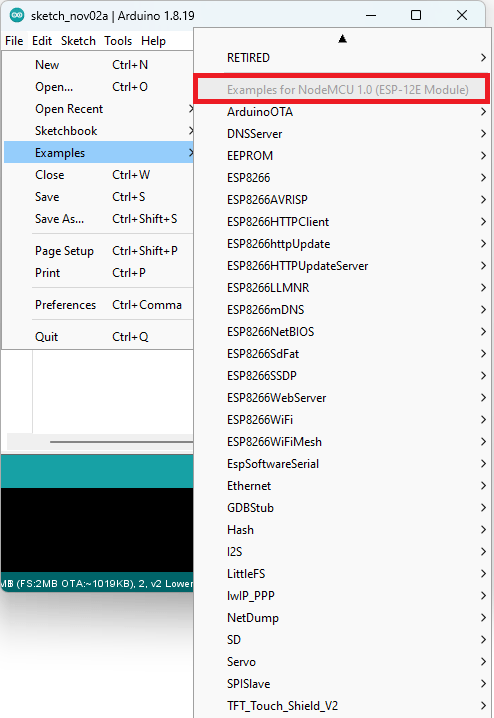 sketch_nov02a | Arduino 1.8.19
File Edit Sketch Tools Help
New Ctrl+N
Open... Ctrl+O
Open Recent
Sketchbook
Examples
Close Ctrl+W
Save Ctrl+S
Save As... Ctrl+Shift+S
Page Setup Ctrl+Shift+P
Print Ctrl+P
Preferences Ctrl+Comma
Quit Ctrl+Q
RETIRED
Examples for NodeMCU 1.0 (ESP-12E Module)
ArduinoOTA
DNSServer
EEPROM
ESP8266
ESP8266AVRISP
ESP8266HTTPClient
ESP8266httpUpdate
ESP8266HTTPUpdateServer
ESP8266LLMNR
ESP8266mDNS
ESP8266NetBIOS
ESP8266SdFat
ESP8266SSDP
ESP8266WebServer
ESP8266WiFi
ESP8266WiFiMesh
EspSoftwareSerial
Ethernet
GDBStub
Hash
I2S
LittleFS
lwIP_PPP
NetDump
SD
Servo
SPISlave
TFT_Touch_Shield_V2
(FS:2MB OTA:~1019KB), 2, v2 Lower